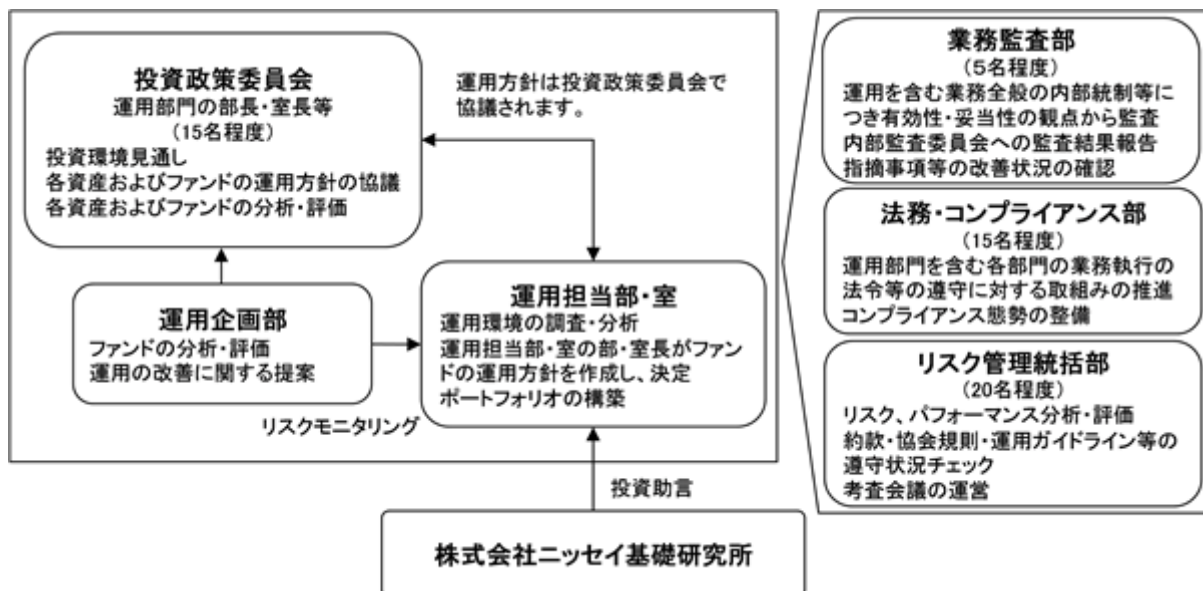 投資政策委員会
運用部門の部長・室長等
（15名程度）
投資環境見通し
各資産およびファンドの運用方針の協議
各資産およびファンドの分析・評価
運用方針は投資政策委員会で
協議されます。
運用企画部
ファンドの分析・評価
運用の改善に関する提案
リスクモニタリング
運用担当部・室
運用環境の調査・分析
運用担当部・室の部・室長がファン
ドの運用方針を作成し、決定
ポートフォリオの構築
投資助言
株式会社ニッセイ基礎研究所
業務監査部
（５名程度）
運用を含む業務全般の内部統制等に
つき有効性・妥当性の観点から監査
内部監査委員会への監査結果報告
指摘事項等の改善状況の確認
法務・コンプライアンス部
（15名程度）
運用部門を含む各部門の業務執行の
法令等の遵守に対する取組みの推進
コンプライアンス態勢の整備
リスク管理統括部
（20名程度）
リスク、パフォーマンス分析・評価
約款・協会規則・運用ガイドライン等の
遵守状況チェック
考査会議の運営